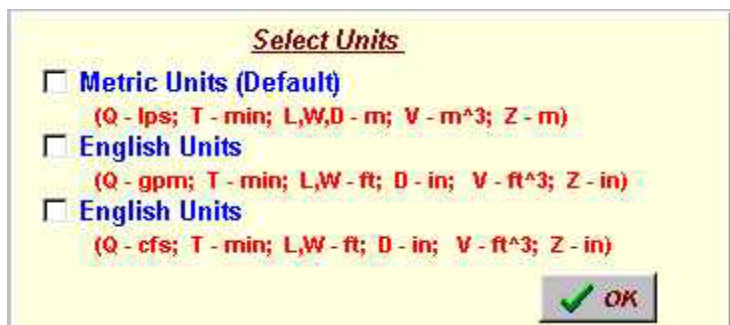 Select Units
Metric Units (Default)
(Q - lps; T - min; L,W,D - m; V - m^3; Z - m)
English Units
(Q - gpm; T - min; L,W - ft; D - in; V - ft^3; Z - in)
English Units
(Q - cfs; T - min; L,W - ft; D - in; V - ft^3; Z - in)
OK